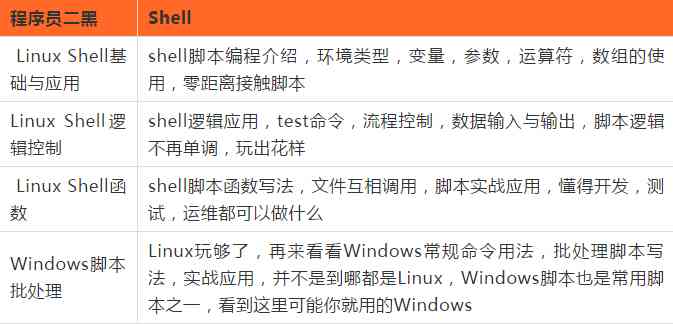 程序员二黑
Shell
Linux Shell基
础与应用
shell脚本编程介绍，环境类型，变量，参数，运算符，数组的使
用，零距离接触脚本
Linux Shell逻
辑控制
shell逻辑应用，test命令，流程控制，数据输入与输出，脚本逻辑
不再单调，玩出花样
Linux Shell函
数
shell脚本函数写法，文件互相调用，脚本实战应用，懂得开发，测
试，运维都可以做什么
Windows脚本
批处理
Linux玩够了，再来看看Windows常规命令用法，批处理脚本写
法，实战应用，并不是到哪都是Linux，Windows脚本也是常用脚
本之一，看到这里可能你就用的Windows